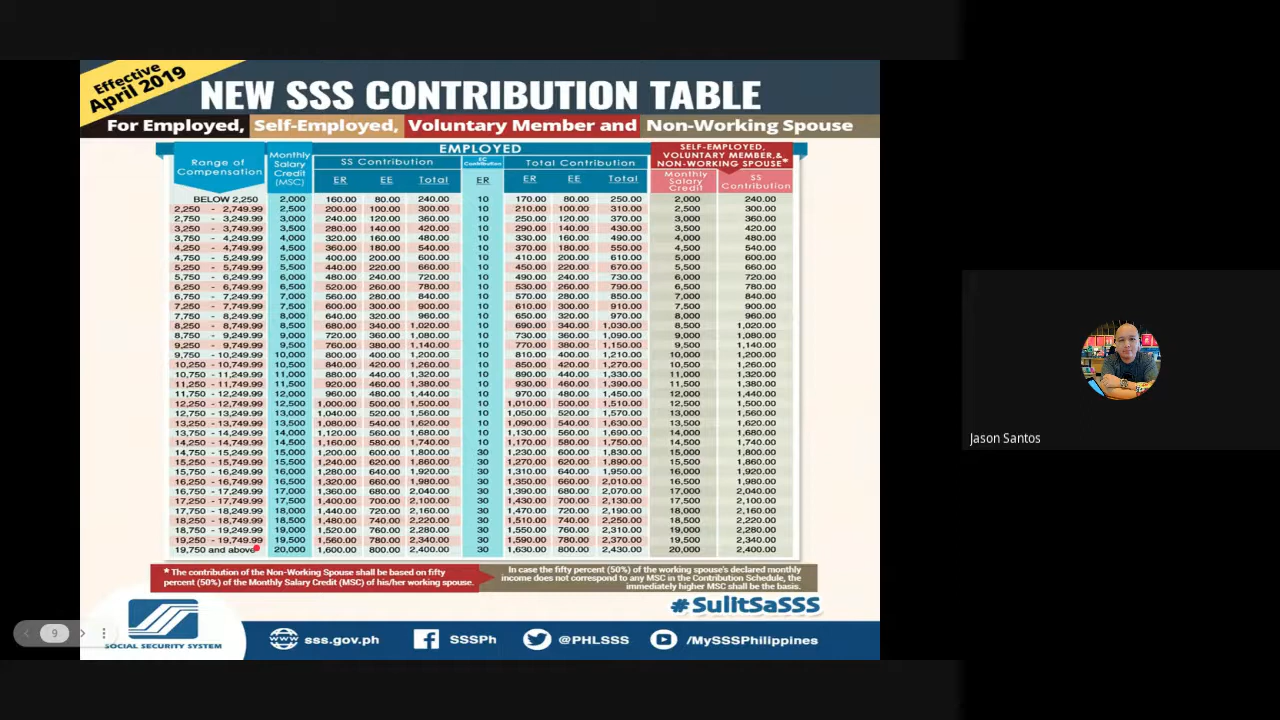 Effective
April 2019
NEW SSS CONTRIBUTION TABLE
For Employed, Self-Employed, Voluntary Member and Non-Working Spouse
Range of Compensation
Monthly Salary Credit (MSC)
EMPLOYED
SS Contribution
EC Contribution
Total Contribution
SELF-EMPLOYED, VOLUNTARY MEMBER,& NON-WORKING SPOUSE*
ER EE Total ER ER EE Total
Monthly Salary Credit
SS Contribution
BELOW 2,250 2,000 160.00 80.00 240.00 10 170.00 80.00 250.00 2,000 240.00
2,250 - 2,749.99 2,500 200.00 100.00 300.00 10 210.00 100.00 310.00 2,500 300.00
2,750 - 3,249.99 3,000 240.00 120.00 360.00 10 250.00 120.00 370.00 3,000 360.00
3,250 - 3,749.99 3,500 280.00 140.00 420.00 10 290.00 140.00 430.00 3,500 420.00
3,750 - 4,249.99 4,000 320.00 160.00 480.00 10 330.00 160.00 490.00 4,000 480.00
4,250 - 4,749.99 4,500 360.00 180.00 540.00 10 370.00 180.00 550.00 4,500 540.00
4,750 - 5,249.99 5,000 400.00 200.00 600.00 10 410.00 200.00 610.00 5,000 600.00
5,250 - 5,749.99 5,500 440.00 220.00 660.00 10 450.00 220.00 670.00 5,500 660.00
5,750 - 6,249.99 6,000 480.00 240.00 720.00 10 490.00 240.00 730.00 6,000 720.00
6,250 - 6,749.99 6,500 520.00 260.00 780.00 10 530.00 260.00 790.00 6,500 780.00
6,750 - 7,249.99 7,000 560.00 280.00 840.00 10 570.00 280.00 850.00 7,000 840.00
7,250 - 7,749.99 7,500 600.00 300.00 900.00 10 610.00 300.00 910.00 7,500 900.00
7,750 - 8,249.99 8,000 640.00 320.00 960.00 10 650.00 320.00 970.00 8,000 960.00
8,250 - 8,749.99 8,500 680.00 340.00 1,020.00 10 690.00 340.00 1,030.00 8,500 1,020.00
8,750 - 9,249.99 9,000 720.00 360.00 1,080.00 10 730.00 360.00 1,090.00 9,000 1,080.00
9,250 - 9,749.99 9,500 760.00 380.00 1,140.00 10 770.00 380.00 1,150.00 9,500 1,140.00
9,750 - 10,249.99 10,000 800.00 400.00 1,200.00 10 810.00 400.00 1,210.00 10,000 1,200.00
10,250 - 10,749.99 10,500 840.00 420.00 1,260.00 10 850.00 420.00 1,270.00 10,500 1,260.00
10,750 - 11,249.99 11,000 880.00 440.00 1,320.00 10 890.00 440.00 1,330.00 11,000 1,320.00
11,250 - 11,749.99 11,500 920.00 460.00 1,380.00 10 930.00 460.00 1,390.00 11,500 1,380.00
11,750 - 12,249.99 12,000 960.00 480.00 1,440.00 10 970.00 480.00 1,450.00 12,000 1,440.00
12,250 - 12,749.99 12,500 1,000.00 500.00 1,500.00 10 1,010.00 500.00 1,510.00 12,500 1,500.00
12,750 - 13,249.99 13,000 1,040.00 520.00 1,560.00 10 1,050.00 520.00 1,570.00 13,000 1,560.00
13,250 - 13,749.99 13,500 1,080.00 540.00 1,620.00 10 1,090.00 540.00 1,630.00 13,500 1,620.00
13,750 - 14,249.99 14,000 1,120.00 560.00 1,680.00 10 1,130.00 560.00 1,690.00 14,000 1,680.00
14,250 - 14,749.99 14,500 1,160.00 580.00 1,740.00 10 1,170.00 580.00 1,750.00 14,500 1,740.00
14,750 - 15,249.99 15,000 1,200.00 600.00 1,800.00 30 1,230.00 600.00 1,830.00 15,000 1,800.00
15,250 - 15,749.99 15,500 1,240.00 620.00 1,860.00 30 1,270.00 620.00 1,890.00 15,500 1,860.00
15,750 - 16,249.99 16,000 1,280.00 640.00 1,920.00 30 1,310.00 640.00 1,950.00 16,000 1,920.00
16,250 - 16,749.99 16,500 1,320.00 660.00 1,980.00 30 1,350.00 660.00 2,010.00 16,500 1,980.00
16,750 - 17,249.99 17,000 1,360.00 680.00 2,040.00 30 1,390.00 680.00 2,070.00 17,000 2,040.00
17,250 - 17,749.99 17,500 1,400.00 700.00 2,100.00 30 1,430.00 700.00 2,130.00 17,500 2,100.00
17,750 - 18,249.99 18,000 1,440.00 720.00 2,160.00 30 1,470.00 720.00 2,190.00 18,000 2,160.00
18,250 - 18,749.99 18,500 1,480.00 740.00 2,220.00 30 1,510.00 740.00 2,250.00 18,500 2,220.00
18,750 - 19,249.99 19,000 1,520.00 760.00 2,280.00 30 1,550.00 760.00 2,310.00 19,000 2,280.00
19,250 - 19,749.99 19,500 1,560.00 780.00 2,340.00 30 1,590.00 780.00 2,370.00 19,500 2,340.00
19,750 and above 20,000 1,600.00 800.00 2,400.00 30 1,630.00 800.00 2,430.00 20,000 2,400.00
* The contribution of the Non-Working Spouse shall be based on fifty
percent (50%) of the Monthly Salary Credit (MSC) of his/her working spouse.
In case the fifty percent (50%) of the working spouse's declared monthly
income does not correspond to any MSC in the Contribution Schedule, the
immediately higher MSC shall be the basis.
#SulitSaSSS
SOCIAL SECURITY SYSTEM
www
sss.gov.ph
SSSPh
@PHLSSS
/MySSSPhilippines
9
Jason Santos